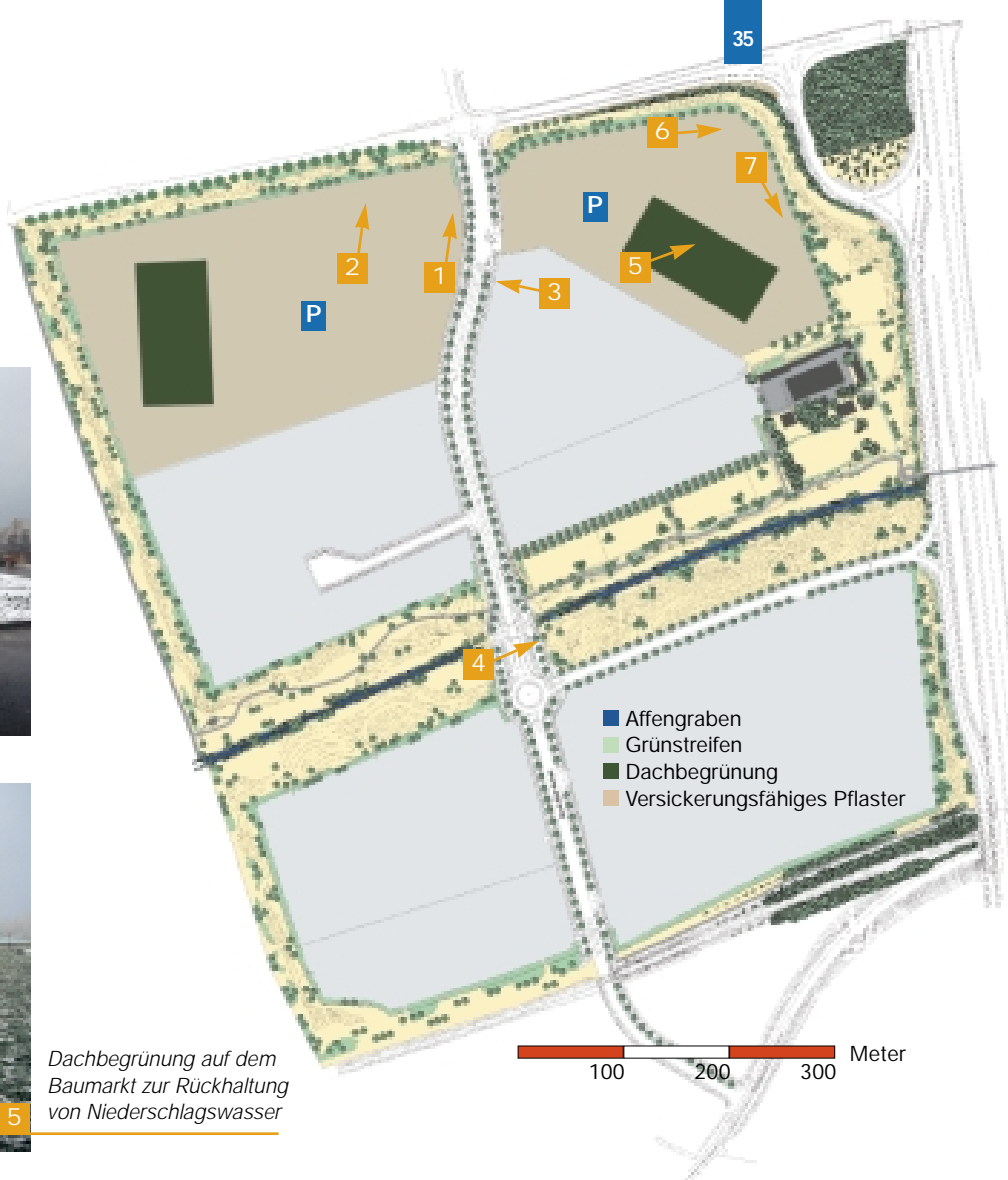 35
6
7
P
2
1
5
3
P
4
Affengraben
Grünstreifen
Dachbegrünung
Versickerungsfähiges Pflaster
Meter
100 200 300
Dachbegrünung auf dem
Baumarkt zur Rückhaltung
von Niederschlagswasser
5